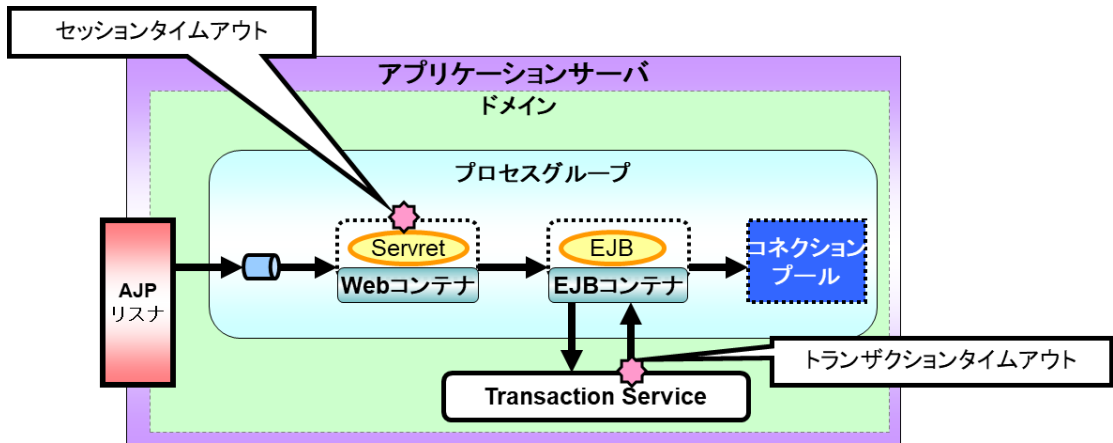 セッションタイムアウト
アプリケーションサーバ
ドメイン
プロセスグループ
AJP
リスナ
Servret
Webコンテナ
EJB
EJBコンテナ
コネクション
プール
トランザクションタイムアウト
Transaction Service